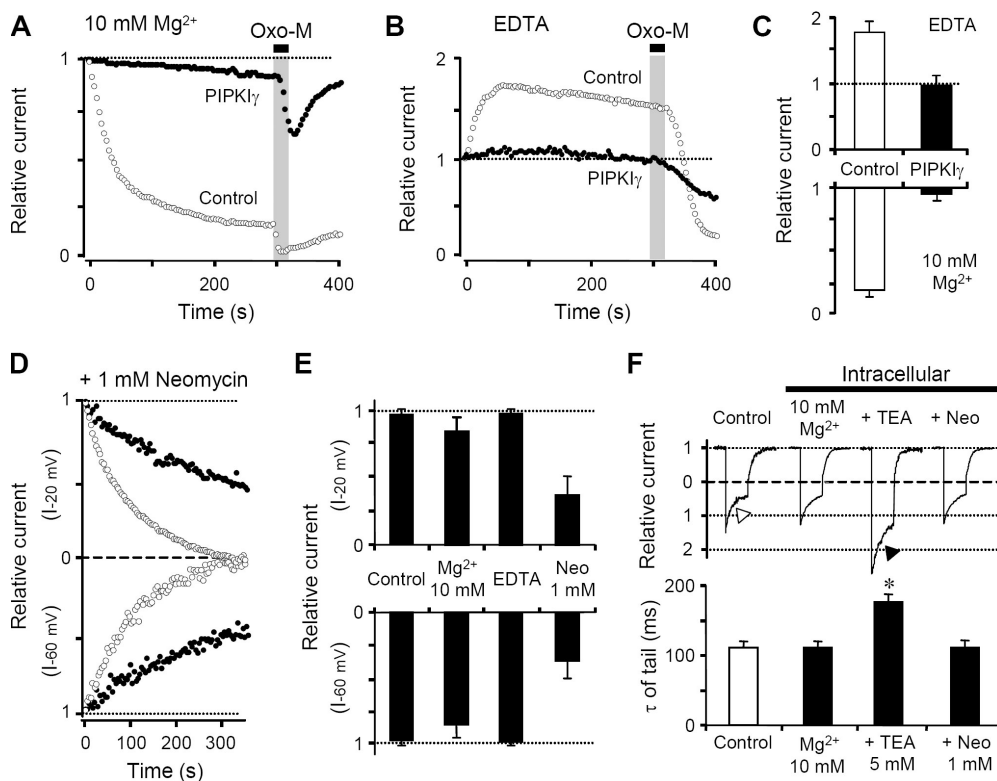 A
10 mM Mg²⁺
Oxo-M
1
PIPKIγ
Control
0
Relative current
0 200 400
Time (s)
B
EDTA
Oxo-M
2
Control
1
PIPKIγ
0
Relative current
0 200 400
Time (s)
C
2
EDTA
1
0
Control PIPKIγ
1
10 mM
Mg²⁺
0
Relative current
D
+ 1 mM Neomycin
1
0
1
Relative current
(I-20 mV)
(I-60 mV)
0 100 200 300
Time (s)
E
1
0
Control Mg²⁺ 10 mM EDTA Neo 1 mM
0
1
Relative current
(I-20 mV)
(I-60 mV)
F
Intracellular
Control 10 mM Mg²⁺ + TEA + Neo
1
0
1
2
Relative current
200
*
100
0
τ of tail (ms)
Control Mg²⁺ + TEA + Neo
10 mM 5 mM 1 mM